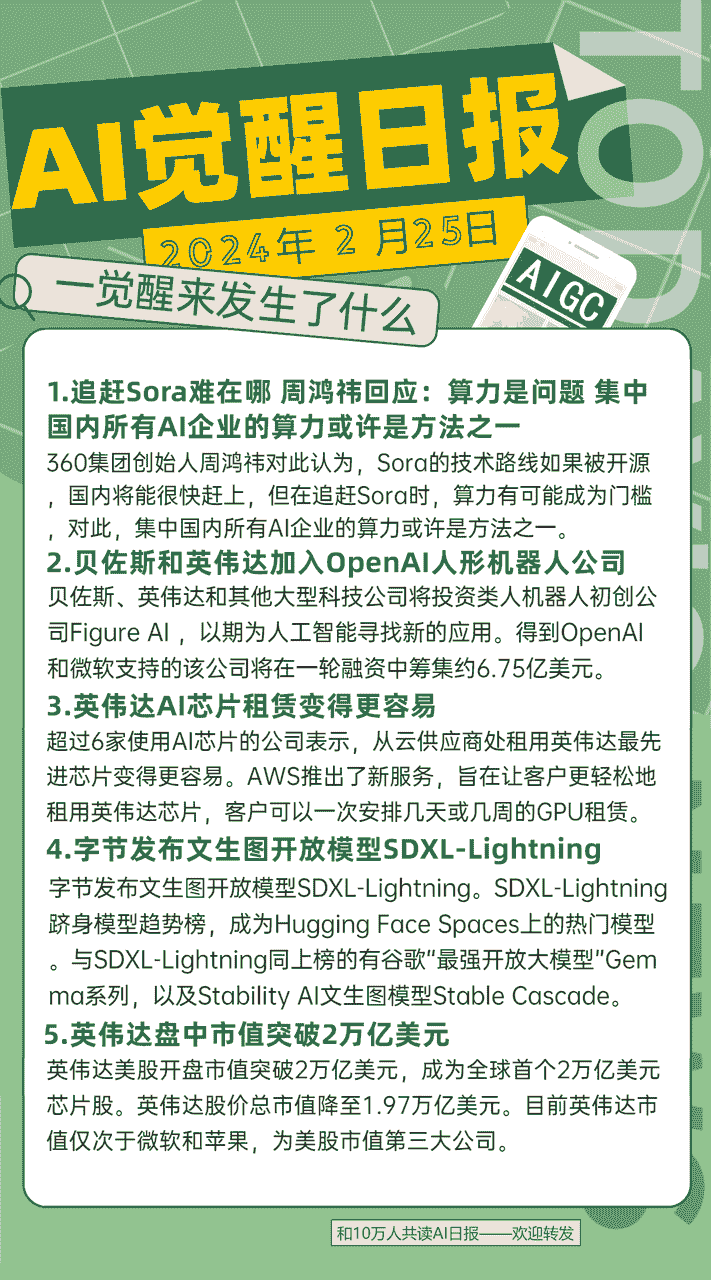 AI觉醒日报
2024年 2 月25日
一觉醒来发生了什么
AIGC
1.追赶Sora难在哪 周鸿祎回应：算力是问题 集中
国内所有AI企业的算力或许是方法之一
360集团创始人周鸿祎对此认为，Sora的技术路线如果被开源
，国内将能很快赶上，但在追赶Sora时，算力有可能成为门槛
，对此，集中国内所有AI企业的算力或许是方法之一。
2.贝佐斯和英伟达加入OpenAI人形机器人公司
贝佐斯、英伟达和其他大型科技公司将投资类人机器人初创公
司Figure AI ，以期为人工智能寻找新的应用。得到OpenAI
和微软支持的该公司将在一轮融资中筹集约6.75亿美元。
3.英伟达AI芯片租赁变得更容易
超过6家使用AI芯片的公司表示，从云供应商处租用英伟达最先
进芯片变得更容易。AWS推出了新服务，旨在让客户更轻松地
租用英伟达芯片，客户可以一次安排几天或几周的GPU租赁。
4.字节发布文生图开放模型SDXL-Lightning
字节发布文生图开放模型SDXL-Lightning。SDXL-Lightning
跻身模型趋势榜，成为Hugging Face Spaces上的热门模型
。与SDXL-Lightning同上榜的有谷歌“最强开放大模型”Gem
ma系列，以及Stability AI文生图模型Stable Cascade。
5.英伟达盘中市值突破2万亿美元
英伟达美股开盘市值突破2万亿美元，成为全球首个2万亿美元
芯片股。英伟达股价总市值降至1.97万亿美元。目前英伟达市
值仅次于微软和苹果，为美股市值第三大公司。
和10万人共读AI日报——欢迎转发